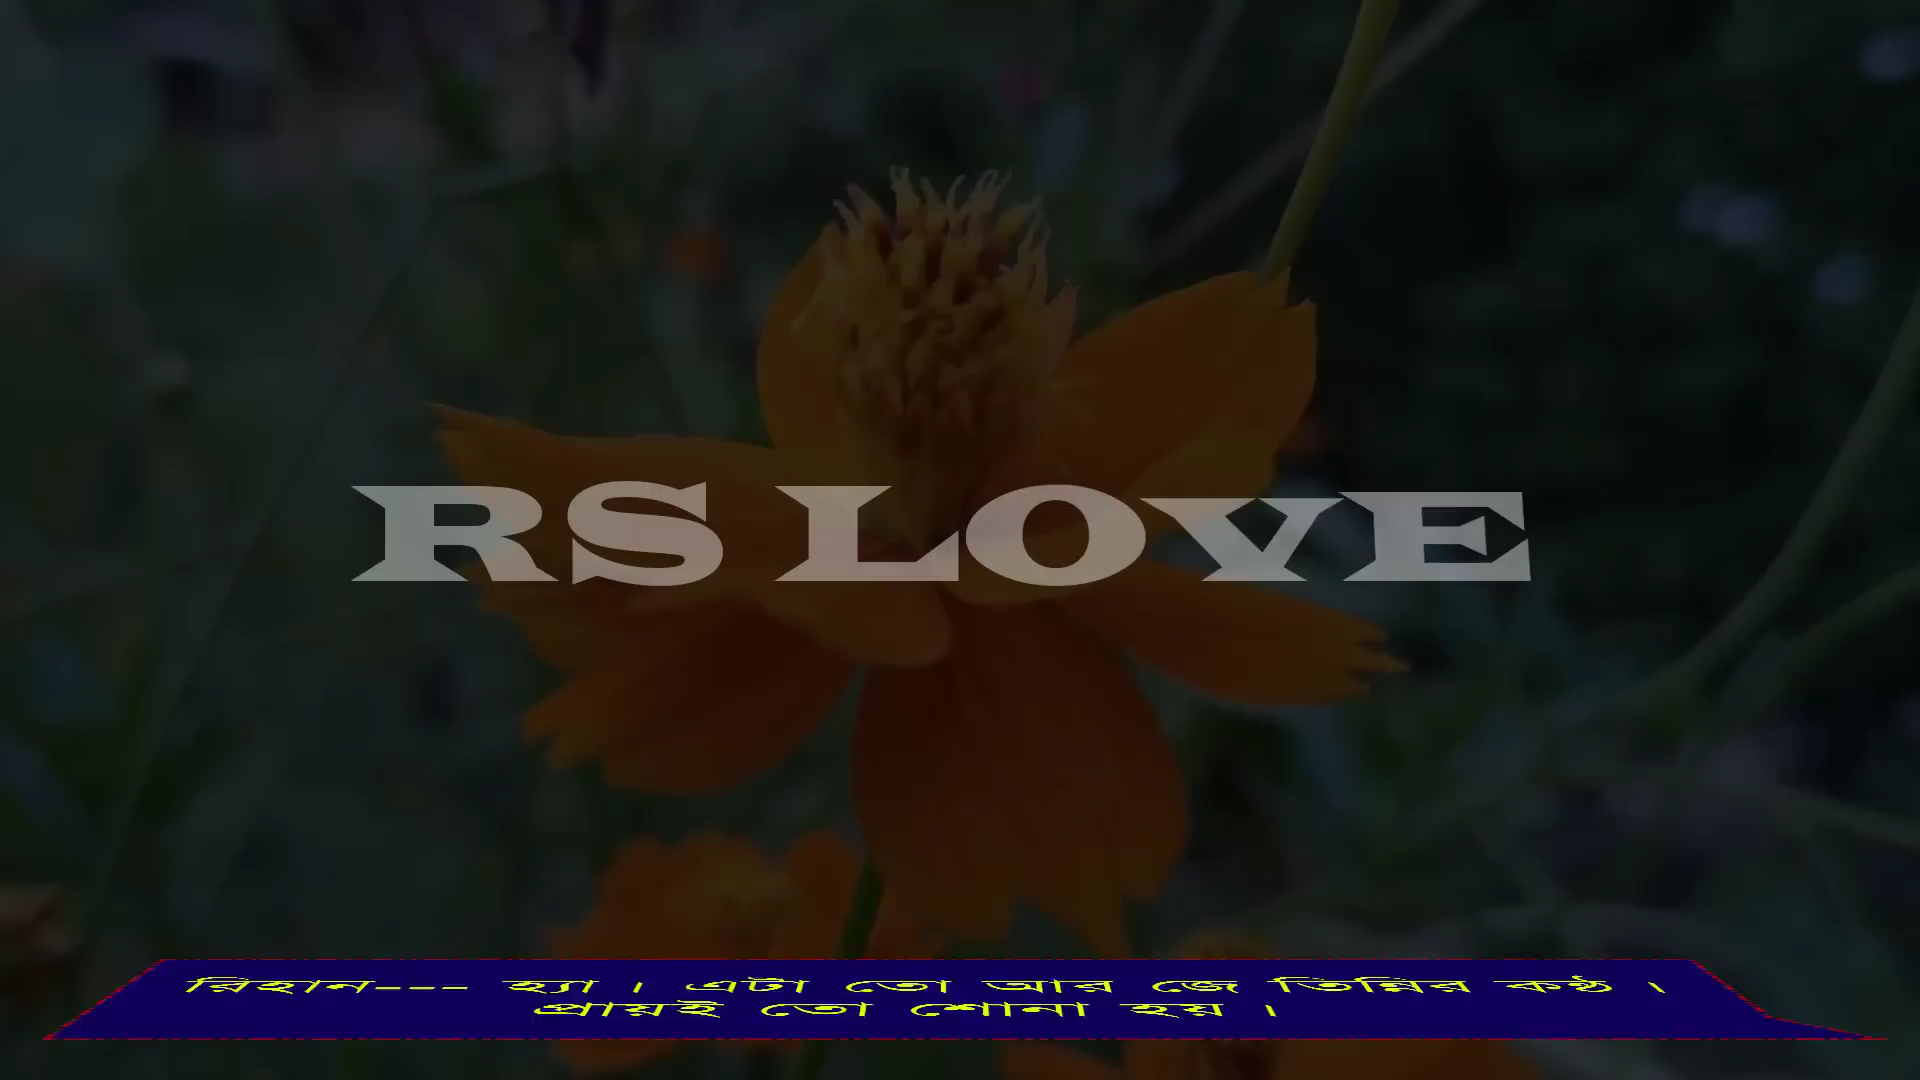 RS LOVE
রিহান--- হ্যা । এটা তো আর জে তিন্নির কণ্ঠ ।
প্রায়ই তো শোনা হয় ।